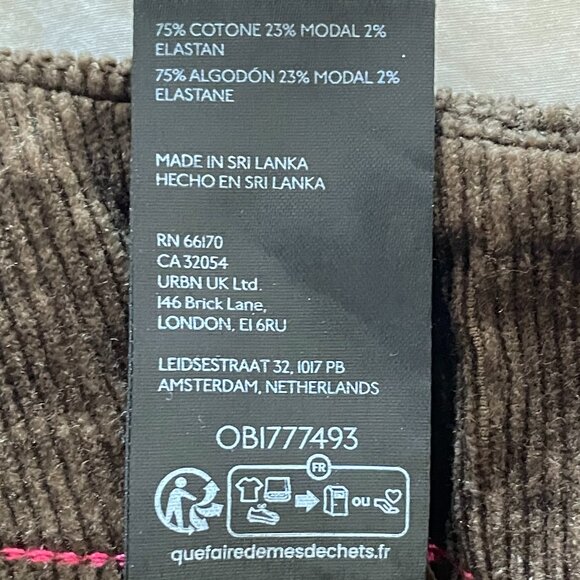 75% COTONE 23% MODAL 2%
ELASTAN
75% ALGODÓN 23% MODAL 2%
ELASTANE
MADE IN SRI LANKA
HECHO EN SRI LANKA
RN 66170
CA 32054
URBN UK Ltd.
146 Brick Lane,
LONDON, E1 6RU
LEIDSESTRAAT 32, 1017 PB
AMSTERDAM, NETHERLANDS
OB1777493
FR
ou
quefairedemesdechets.fr